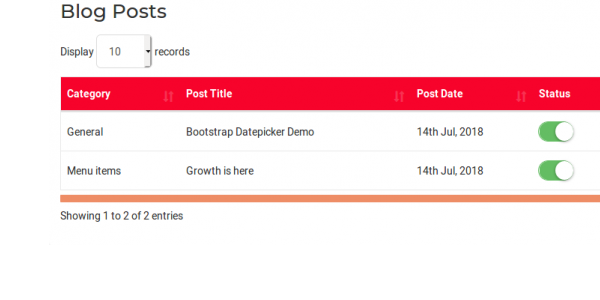 Blog Posts
Display 10 records
Category Post Title Post Date Status
General Bootstrap Datepicker Demo 14th Jul, 2018
Menu items Growth is here 14th Jul, 2018
Showing 1 to 2 of 2 entries